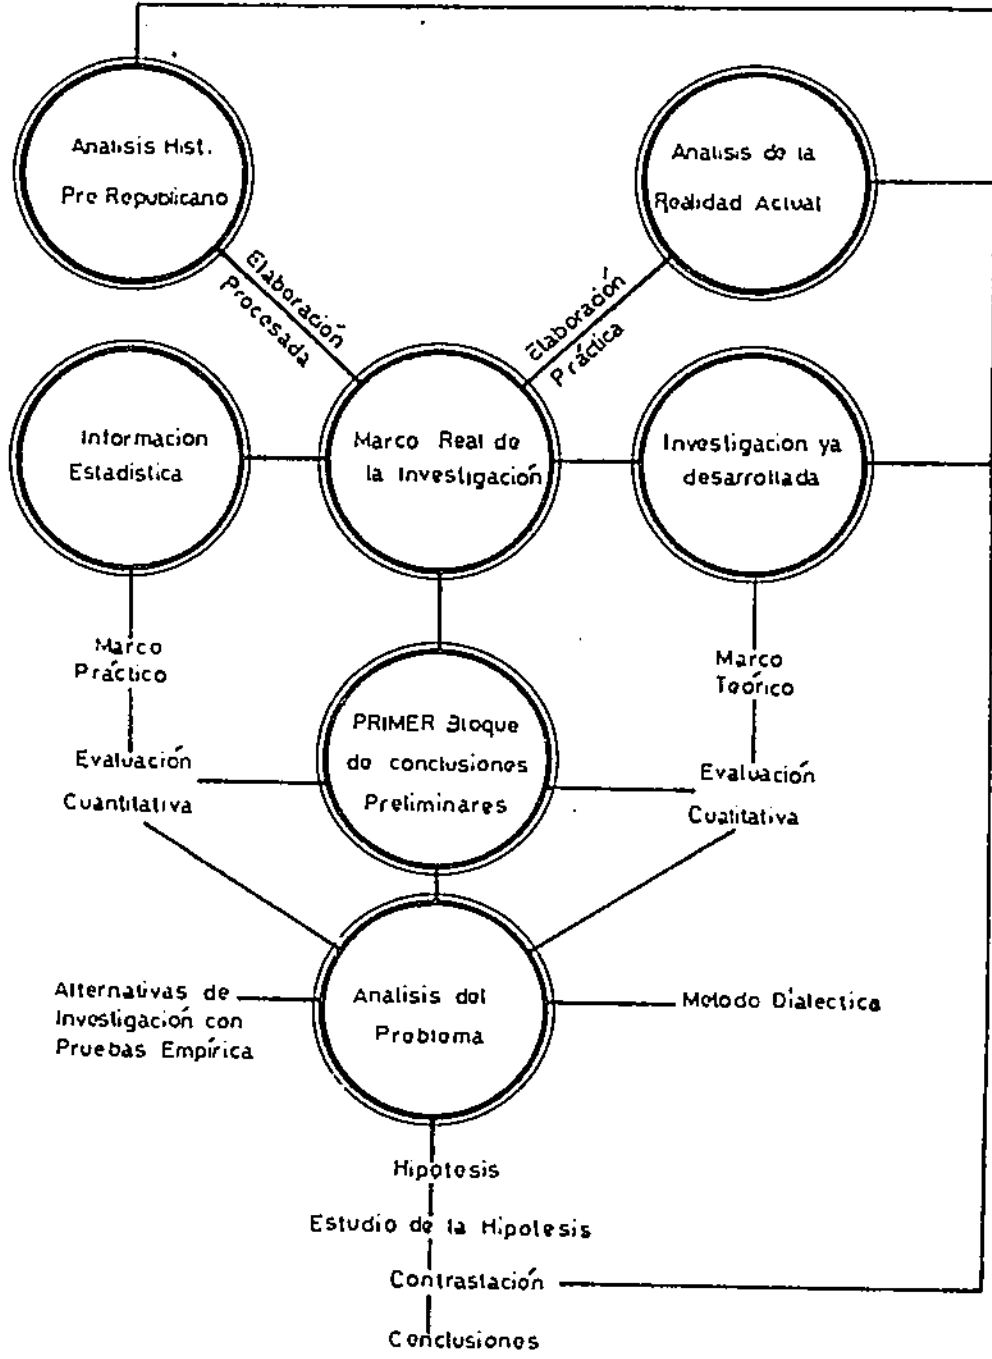 Analisis Hist.
Pre Republicano
Analisis de la
Realidad Actual
Elaboración
Procesada
Elaboración
Práctica
Informacion
Estadistica
Marco Real de
la Investigación
Investigacion ya
desarrollada
Marco
Práctico
Marco
Teórico
PRIMER Bloque
de conclusiones
Preliminares
Evaluación
Cuantitativa
Evaluación
Cualitativa
Alternativas de
Investigación con
Pruebas Empírica
Analisis del
Problema
Metodo Dialectica
Hipotesis
Estudio de la Hipotesis
Contrastación
Conclusiones